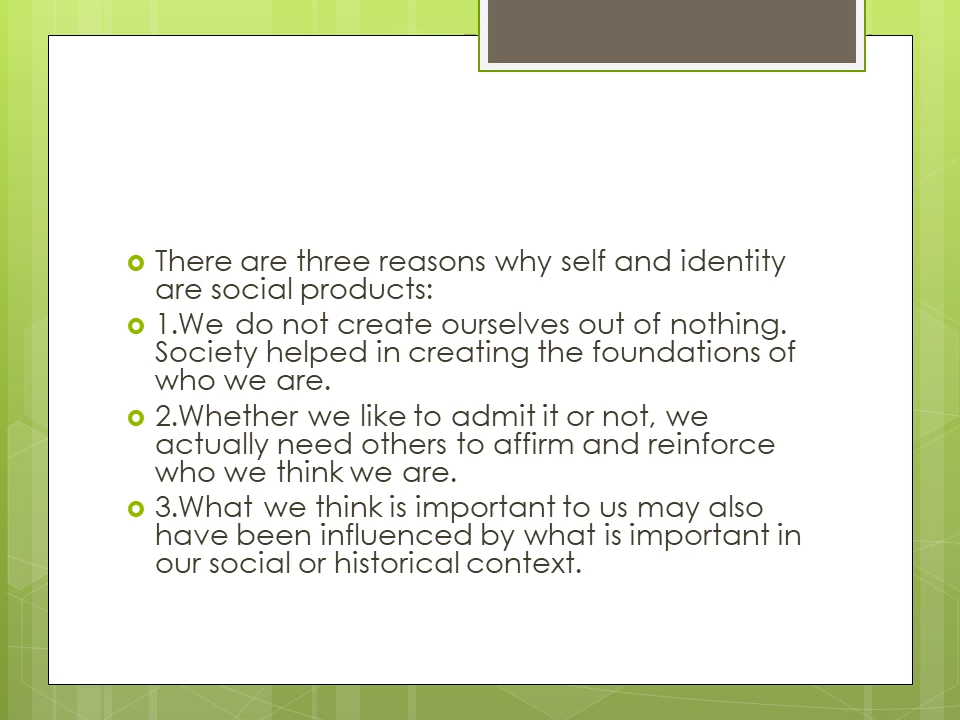 There are three reasons why self and identity
are social products:
1.We do not create ourselves out of nothing.
Society helped in creating the foundations of
who we are.
2.Whether we like to admit it or not, we
actually need others to affirm and reinforce
who we think we are.
3.What we think is important to us may also
have been influenced by what is important in
our social or historical context.